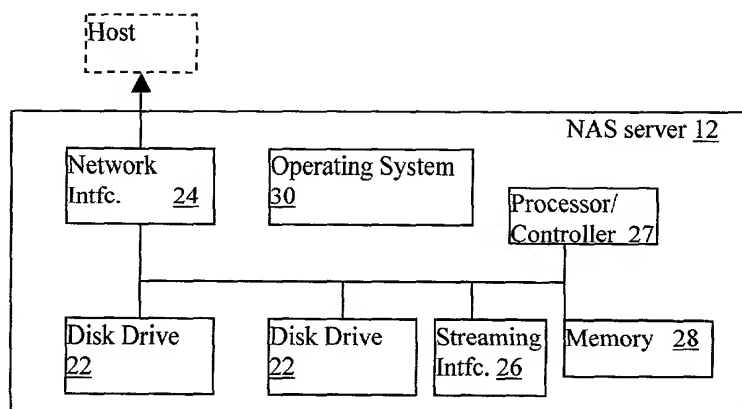 Host
NAS server 12
Network
Intfc. 24
Operating System
30
Processor/
Controller 27
Disk Drive
22
Disk Drive
22
Streaming
Intfc. 26
Memory 28